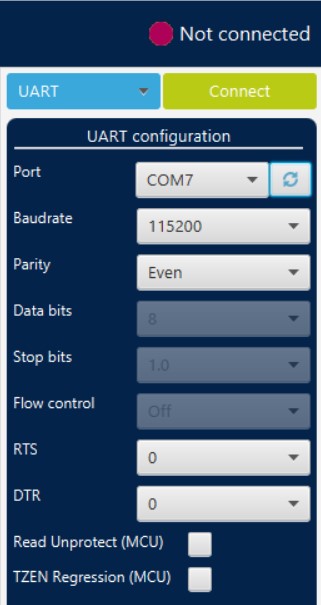 Not connected
UART Connect
UART configuration
Port COM7
Baudrate 115200
Parity Even
Data bits 8
Stop bits 1.0
Flow control Off
RTS 0
DTR 0
Read Unprotect (MCU)
TZEN Regression (MCU)